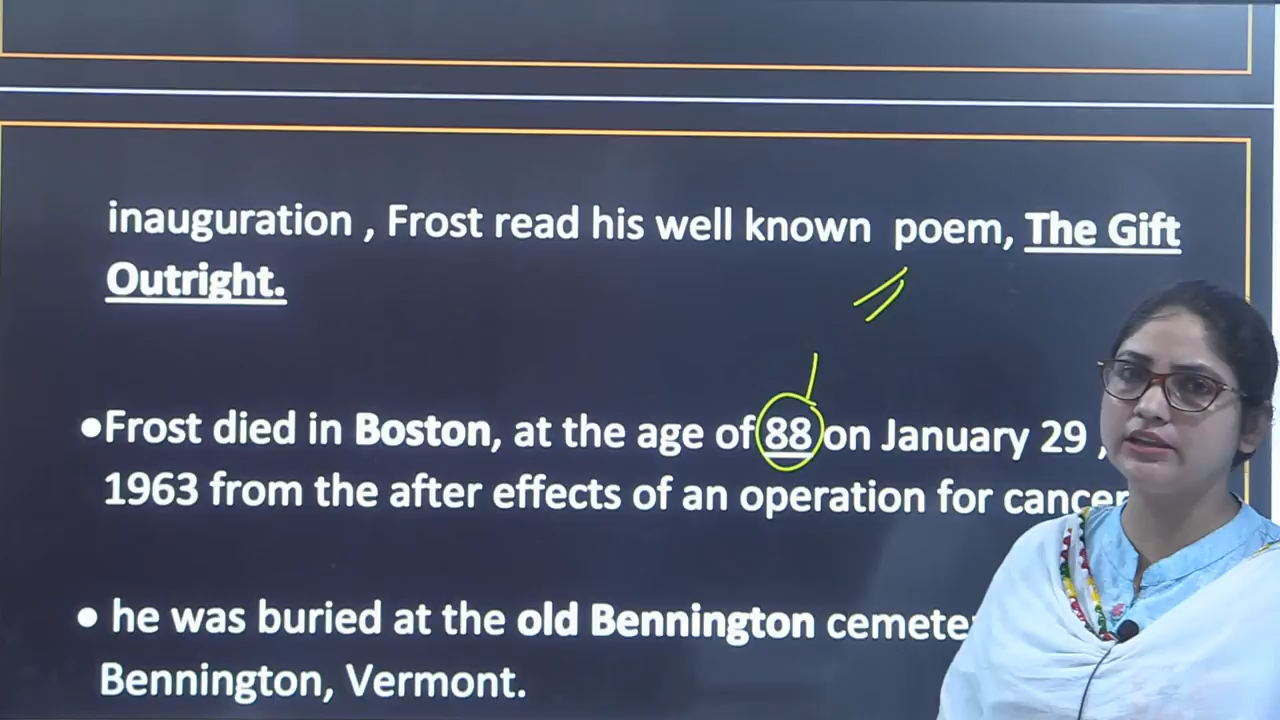 inauguration , Frost read his well known poem, The Gift
Outright.
●Frost died in Boston, at the age of 88 on January 29 ,
1963 from the after effects of an operation for cancer
● he was buried at the old Bennington
Bennington, Vermont.